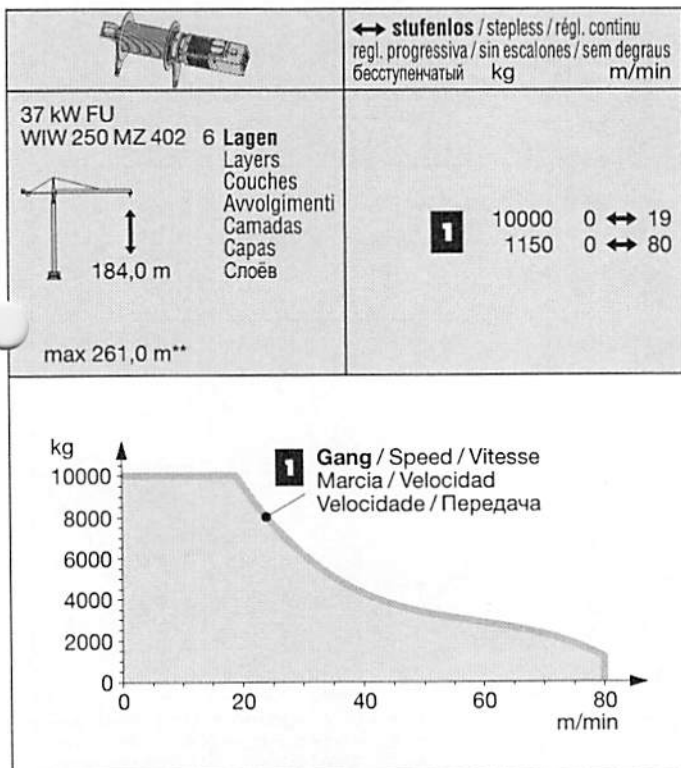 ↔ stufenlos / stepless / régl. continu
regl. progressiva / sin escalones / sem degraus
бесступенчатый kg m/min
37 kW FU
WIW 250 MZ 402 6 Lagen
Layers
Couches
Avvolgimenti
Camadas
Capas
Слоёв
184,0 m
max 261,0 m**
1 10000 0 ↔ 19
1150 0 ↔ 80
kg
10000
8000
6000
4000
2000
0
1 Gang / Speed / Vitesse
Marcia / Velocidad
Velocidade / Передача
0 20 40 60 80
m/min